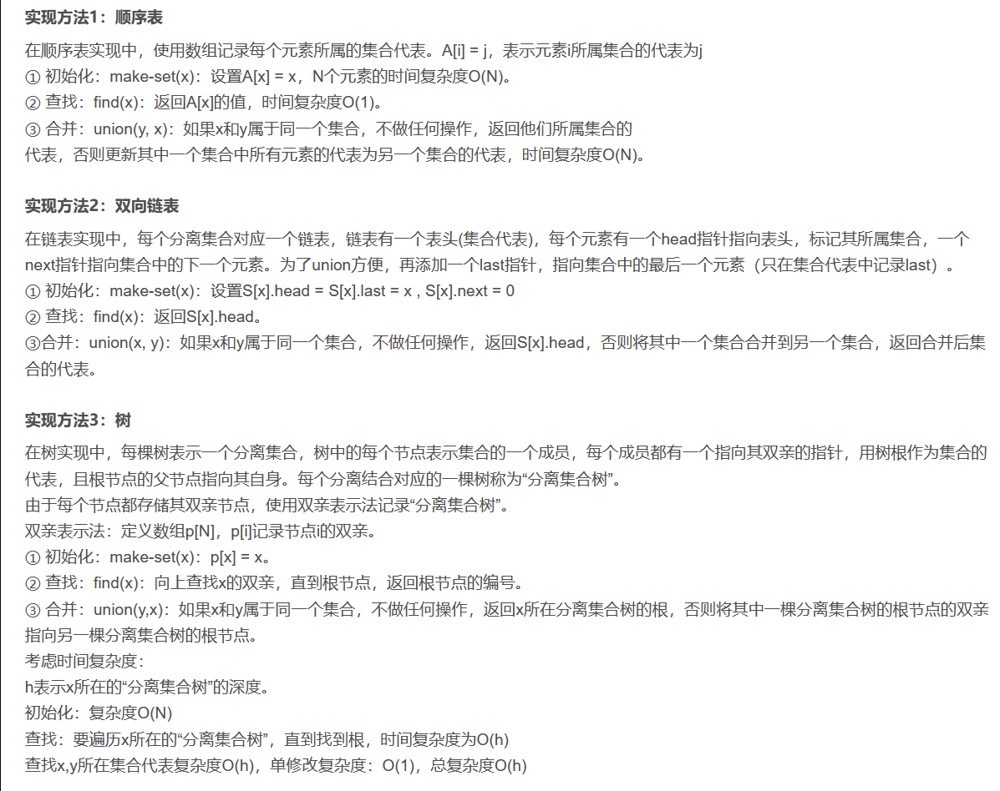 实现方法1：顺序表
在顺序表实现中，使用数组记录每个元素所属的集合代表。A[i] = j，表示元素i所属集合的代表为j
① 初始化：make-set(x)：设置A[x] = x，N个元素的时间复杂度O(N)。
② 查找：find(x)：返回A[x]的值，时间复杂度O(1)。
③ 合并：union(y, x)：如果x和y属于同一个集合，不做任何操作，返回他们所属集合的
代表，否则更新其中一个集合中所有元素的代表为另一个集合的代表，时间复杂度O(N)。
实现方法2：双向链表
在链表实现中，每个分离集合对应一个链表，链表有一个表头(集合代表)，每个元素有一个head指针指向表头，标记其所属集合，一个
next指针指向集合中的下一个元素。为了union方便，再添加一个last指针，指向集合中的最后一个元素（只在集合代表中记录last）。
① 初始化：make-set(x)：设置S[x].head = S[x].last = x , S[x].next = 0
② 查找：find(x)：返回S[x].head。
③合并：union(x, y)：如果x和y属于同一个集合，不做任何操作，返回S[x].head，否则将其中一个集合合并到另一个集合，返回合并后集
合的代表。
实现方法3：树
在树实现中，每棵树表示一个分离集合，树中的每个节点表示集合的一个成员，每个成员都有一个指向其双亲的指针，用树根作为集合的
代表，且根节点的父节点指向其自身。每个分离结合对应的一棵树称为“分离集合树”。
由于每个节点都存储其双亲节点，使用双亲表示法记录“分离集合树”。
双亲表示法：定义数组p[N]，p[i]记录节点i的双亲。
① 初始化：make-set(x)：p[x] = x。
② 查找：find(x)：向上查找x的双亲，直到根节点，返回根节点的编号。
③ 合并：union(y,x)：如果x和y属于同一个集合，不做任何操作，返回x所在分离集合树的根，否则将其中一棵分离集合树的根节点的双亲
指向另一棵分离集合树的根节点。
考虑时间复杂度：
h表示x所在的“分离集合树”的深度。
初始化：复杂度O(N)
查找：要遍历x所在的“分离集合树”，直到找到根，时间复杂度为O(h)
查找x,y所在集合代表复杂度O(h)，单修改复杂度：O(1)，总复杂度O(h)